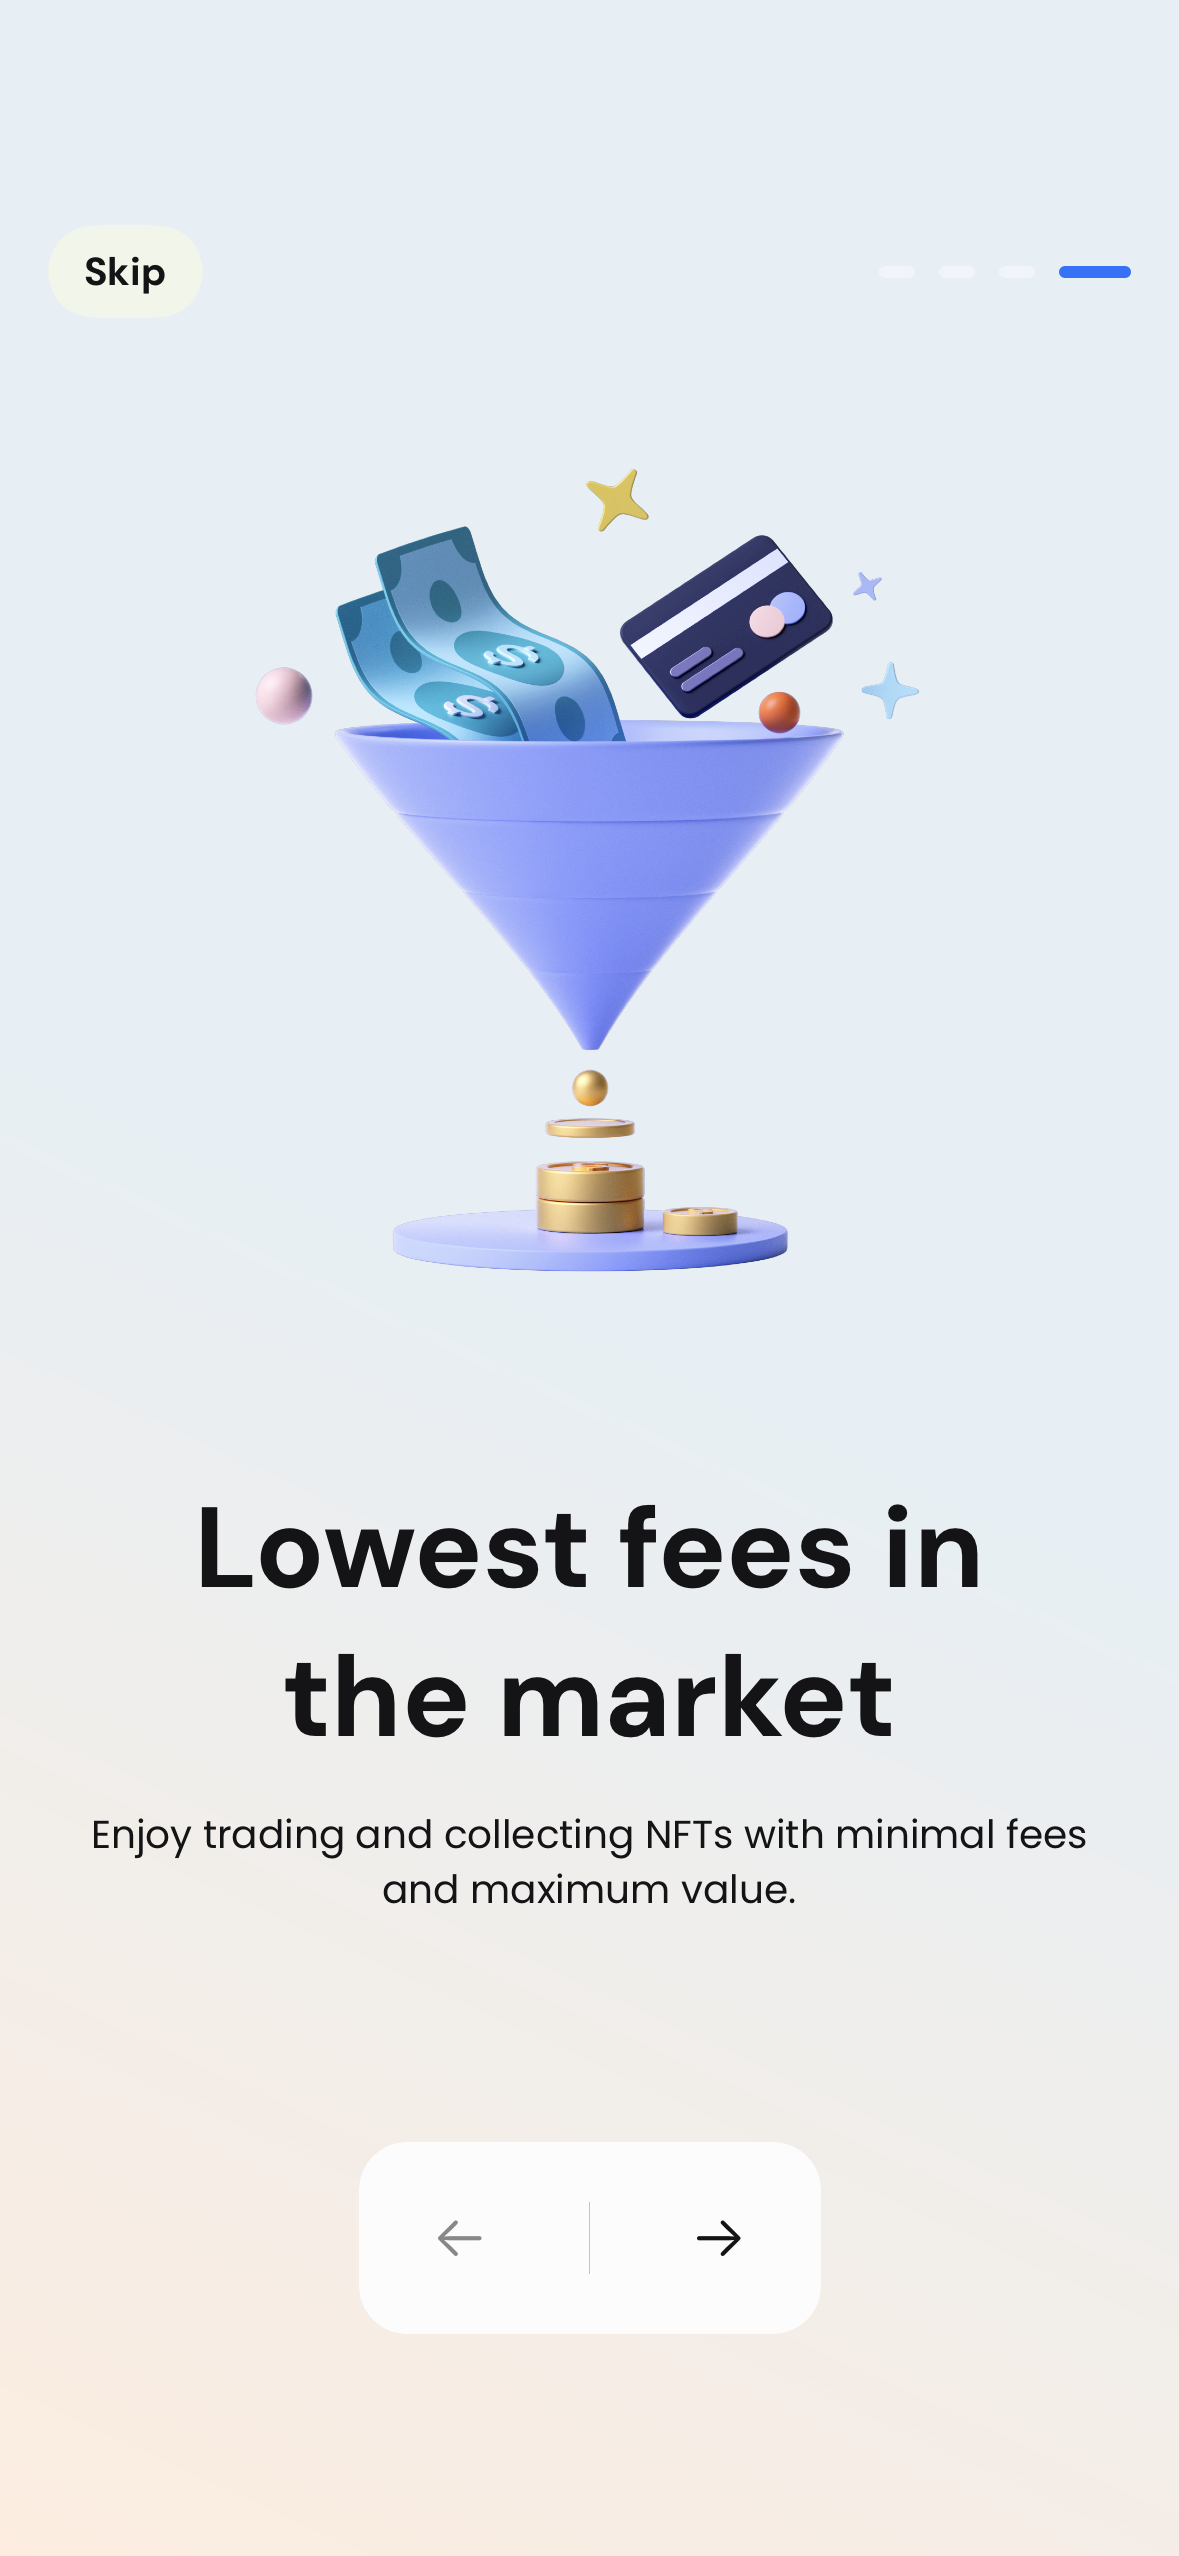 Skip
Lowest fees in
the market
Enjoy trading and collecting NFTs with minimal fees
and maximum value.